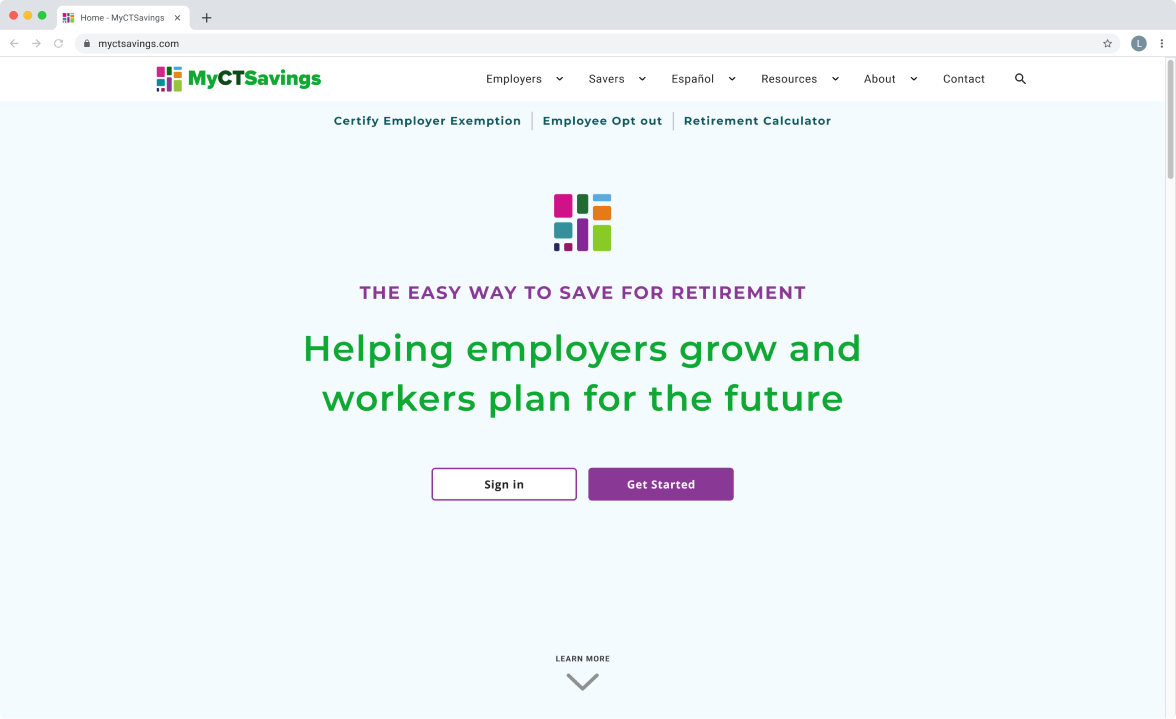 Home - MyCTSavings
myctsavings.com
L
MyCTSavings
Employers
Savers
Español
Resources
About
Contact
Certify Employer Exemption
Employee Opt out
Retirement Calculator
THE EASY WAY TO SAVE FOR RETIREMENT
Helping employers grow and
workers plan for the future
Sign in
Get Started
LEARN MORE